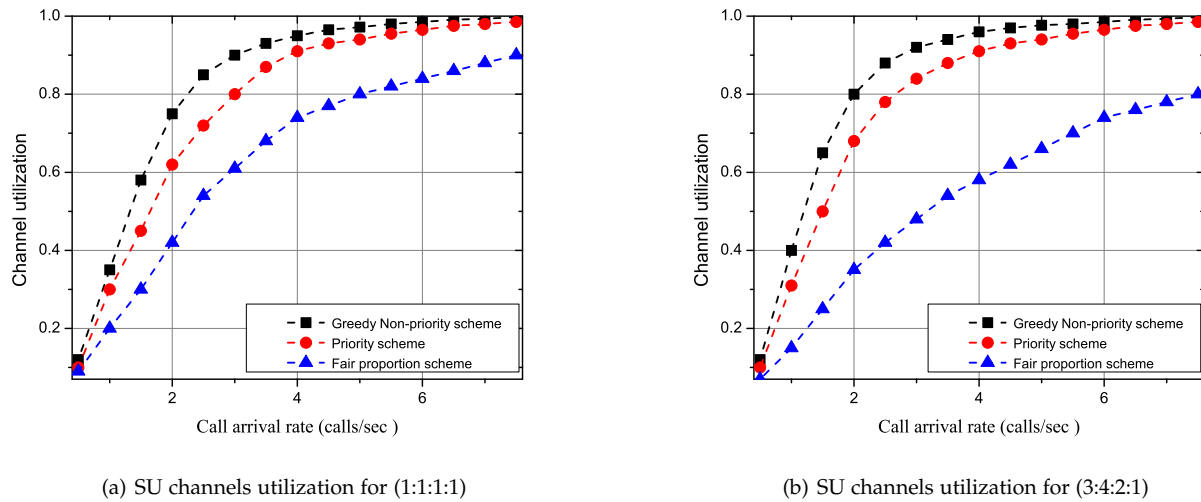 1.0
0.8
0.6
0.4
0.2
Channel utilization
Greedy Non-priority scheme
Priority scheme
Fair proportion scheme
2
4
6
Call arrival rate (calls/sec )
(a) SU channels utilization for (1:1:1:1)
1.0
0.8
0.6
0.4
0.2
Channel utilization
Greedy Non-priority scheme
Priority scheme
Fair proportion scheme
2
4
6
Call arrival rate (calls/sec )
(b) SU channels utilization for (3:4:2:1)